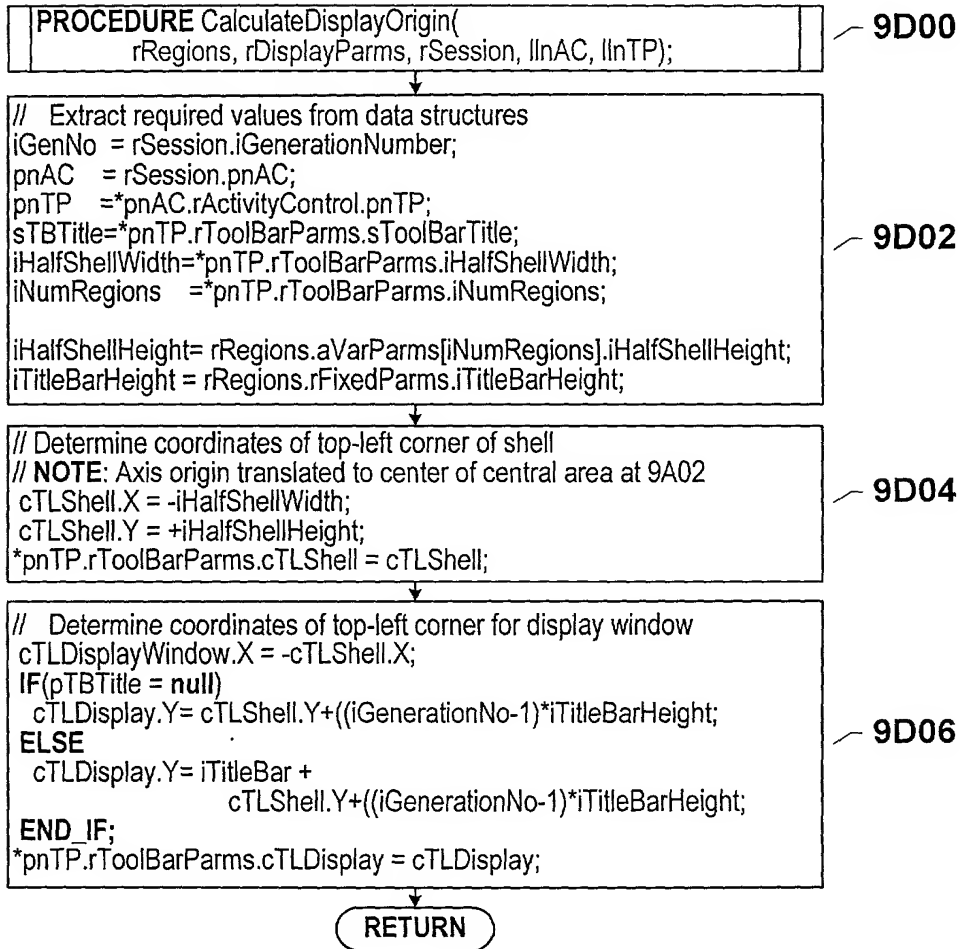 PROCEDURE CalculateDisplayOrigin(
rRegions, rDisplayParms, rSession, llnAC, llnTP);
9D00
// Extract required values from data structures
iGenNo = rSession.iGenerationNumber;
pnAC = rSession.pnAC;
pnTP =*pnAC.rActivityControl.pnTP;
sTBTitle=*pnTP.rToolBarParms.sToolBarTitle;
iHalfShellWidth=*pnTP.rToolBarParms.iHalfShellWidth;
iNumRegions =*pnTP.rToolBarParms.iNumRegions;
iHalfShellHeight= rRegions.aVarParms[iNumRegions].iHalfShellHeight;
iTitleBarHeight = rRegions.rFixedParms.iTitleBarHeight;
9D02
// Determine coordinates of top-left corner of shell
// NOTE: Axis origin translated to center of central area at 9A02
cTLShell.X = -iHalfShellWidth;
cTLShell.Y = +iHalfShellHeight;
*pnTP.rToolBarParms.cTLShell = cTLShell;
9D04
// Determine coordinates of top-left corner for display window
cTLDisplayWindow.X = -cTLShell.X;
IF(pTBTitle = null)
cTLDisplay.Y= cTLShell.Y+((iGenerationNo-1)*iTitleBarHeight;
ELSE
cTLDisplay.Y= iTitleBar +
cTLShell.Y+((iGenerationNo-1)*iTitleBarHeight;
END_IF;
*pnTP.rToolBarParms.cTLDisplay = cTLDisplay;
9D06
RETURN